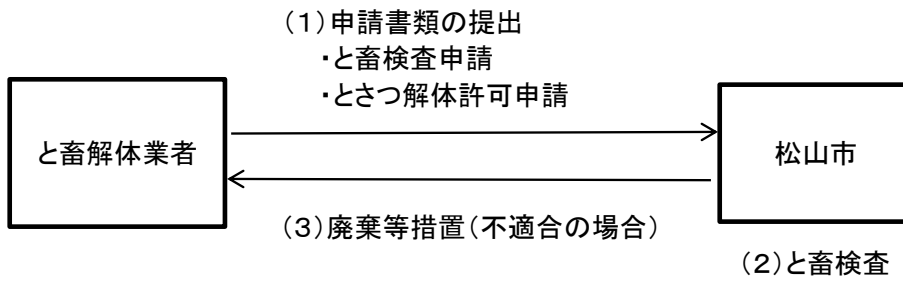 (1)申請書類の提出
・と畜検査申請
・とさつ解体許可申請
と畜解体業者
松山市
(3)廃棄等措置(不適合の場合)
(2)と畜検査